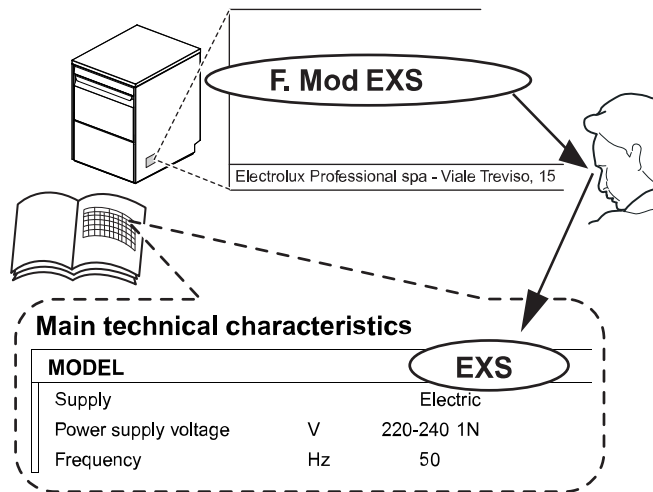 F. Mod EXS
Electrolux Professional spa - Viale Treviso, 15
Main technical characteristics
MODEL EXS
Supply Electric
Power supply voltage V 220-240 1N
Frequency Hz 50